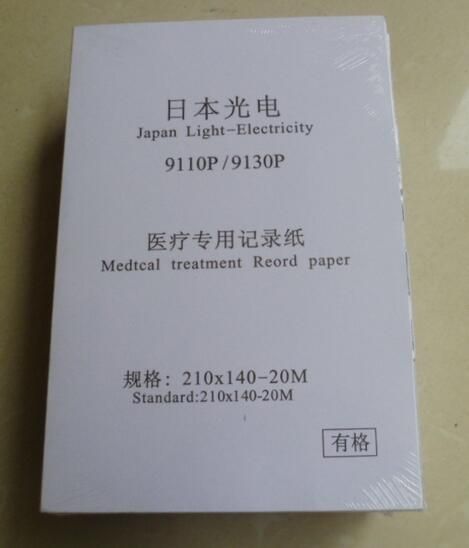 日本光电
Japan Light-Electricity
9110P/9130P
医疗专用记录纸
Medtcal treatment Reord paper
规格: 210x140-20M
Standard:210x140-20M
有格